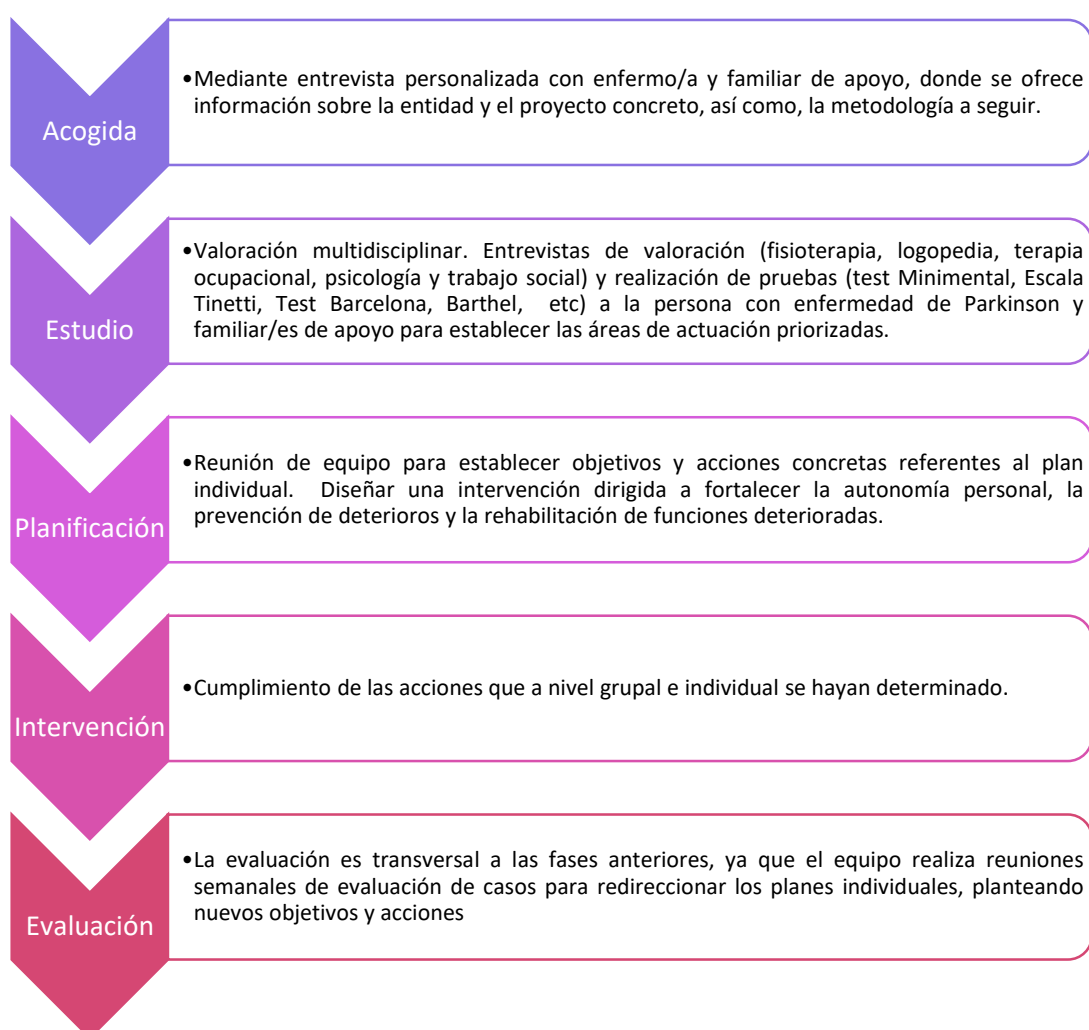 Acogida
•Mediante entrevista personalizada con enfermo/a y familiar de apoyo, donde se ofrece
información sobre la entidad y el proyecto concreto, así como, la metodología a seguir.
Estudio
•Valoración multidisciplinar. Entrevistas de valoración (fisioterapia, logopedia, terapia
ocupacional, psicología y trabajo social) y realización de pruebas (test Minimental, Escala
Tinetti, Test Barcelona, Barthel, etc) a la persona con enfermedad de Parkinson y
familiar/es de apoyo para establecer las áreas de actuación priorizadas.
Planificación
•Reunión de equipo para establecer objetivos y acciones concretas referentes al plan
individual. Diseñar una intervención dirigida a fortalecer la autonomía personal, la
prevención de deterioros y la rehabilitación de funciones deterioradas.
Intervención
•Cumplimiento de las acciones que a nivel grupal e individual se hayan determinado.
Evaluación
•La evaluación es transversal a las fases anteriores, ya que el equipo realiza reuniones
semanales de evaluación de casos para redireccionar los planes individuales, planteando
nuevos objetivos y acciones